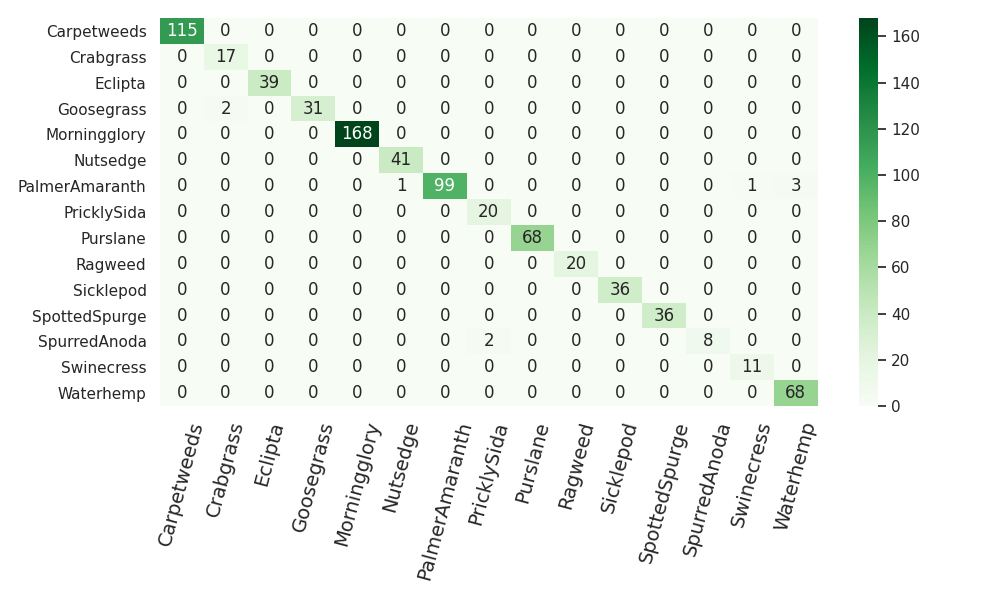 Carpetweeds 115 0 0 0 0 0 0 0 0 0 0 0 0 0 0
Crabgrass 0 17 0 0 0 0 0 0 0 0 0 0 0 0 0
Eclipta 0 0 39 0 0 0 0 0 0 0 0 0 0 0 0
Goosegrass 0 2 0 31 0 0 0 0 0 0 0 0 0 0 0
Morningglory 0 0 0 0 168 0 0 0 0 0 0 0 0 0 0
Nutsedge 0 0 0 0 0 41 0 0 0 0 0 0 0 0 0
PalmerAmaranth 0 0 0 0 0 1 99 0 0 0 0 0 0 1 3
PricklySida 0 0 0 0 0 0 0 20 0 0 0 0 0 0 0
Purslane 0 0 0 0 0 0 0 0 68 0 0 0 0 0 0
Ragweed 0 0 0 0 0 0 0 0 0 20 0 0 0 0 0
Sicklepod 0 0 0 0 0 0 0 0 0 0 36 0 0 0 0
SpottedSpurge 0 0 0 0 0 0 0 0 0 0 0 36 0 0 0
SpurredAnoda 0 0 0 0 0 0 0 2 0 0 0 0 8 0 0
Swinecress 0 0 0 0 0 0 0 0 0 0 0 0 0 11 0
Waterhemp 0 0 0 0 0 0 0 0 0 0 0 0 0 0 68
Carpetweeds
Crabgrass
Eclipta
Goosegrass
Morningglory
Nutsedge
PalmerAmaranth
PricklySida
Purslane
Ragweed
Sicklepod
SpottedSpurge
SpurredAnoda
Swinecress
Waterhemp
160
140
120
100
80
60
40
20
0